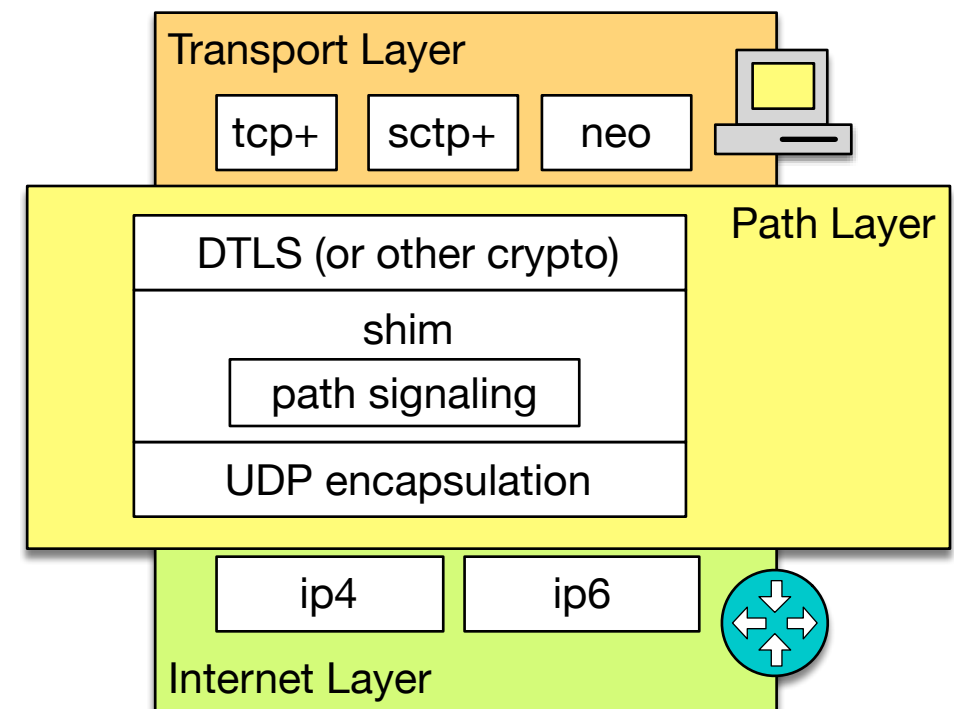 Transport Layer
tcp+
sctp+
neo
Path Layer
DTLS (or other crypto)
shim
path signaling
UDP encapsulation
ip4
ip6
Internet Layer